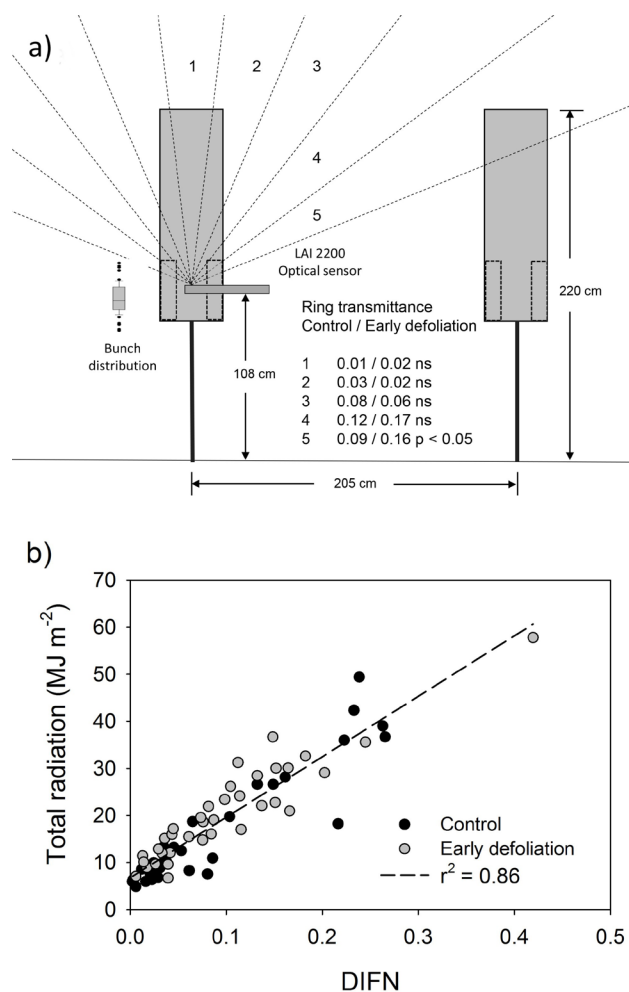 a)
1 2 3
4
5
LAI 2200
Optical sensor
Bunch
distribution
108 cm
Ring transmittance
Control / Early defoliation
1 0.01 / 0.02 ns
2 0.03 / 0.02 ns
3 0.08 / 0.06 ns
4 0.12 / 0.17 ns
5 0.09 / 0.16 p < 0.05
220 cm
205 cm
b)
Total radiation (MJ m⁻²)
70
60
50
40
30
20
10
0
Control
Early defoliation
r² = 0.86
0.0 0.1 0.2 0.3 0.4 0.5
DIFN